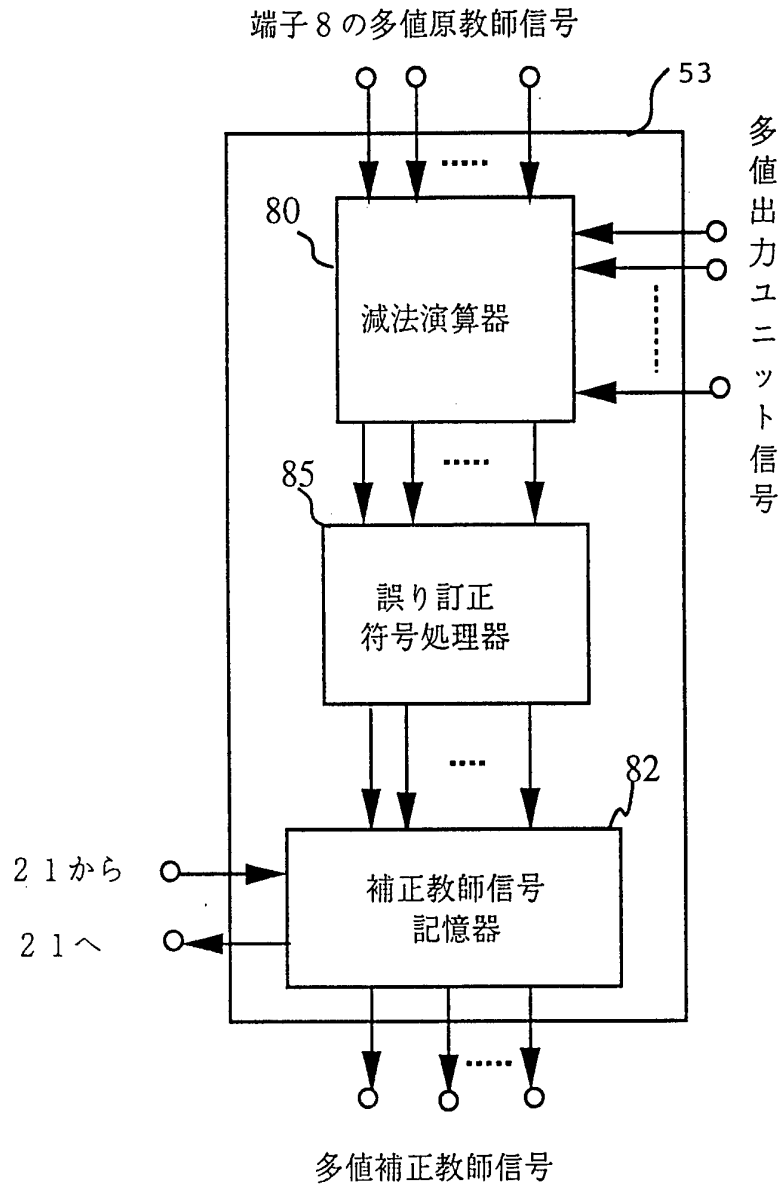 端子8の多値原教師信号
53
多値出力ユニット信号
80
減法演算器
85
誤り訂正
符号処理器
82
21から
補正教師信号
記憶器
21へ
多値補正教師信号